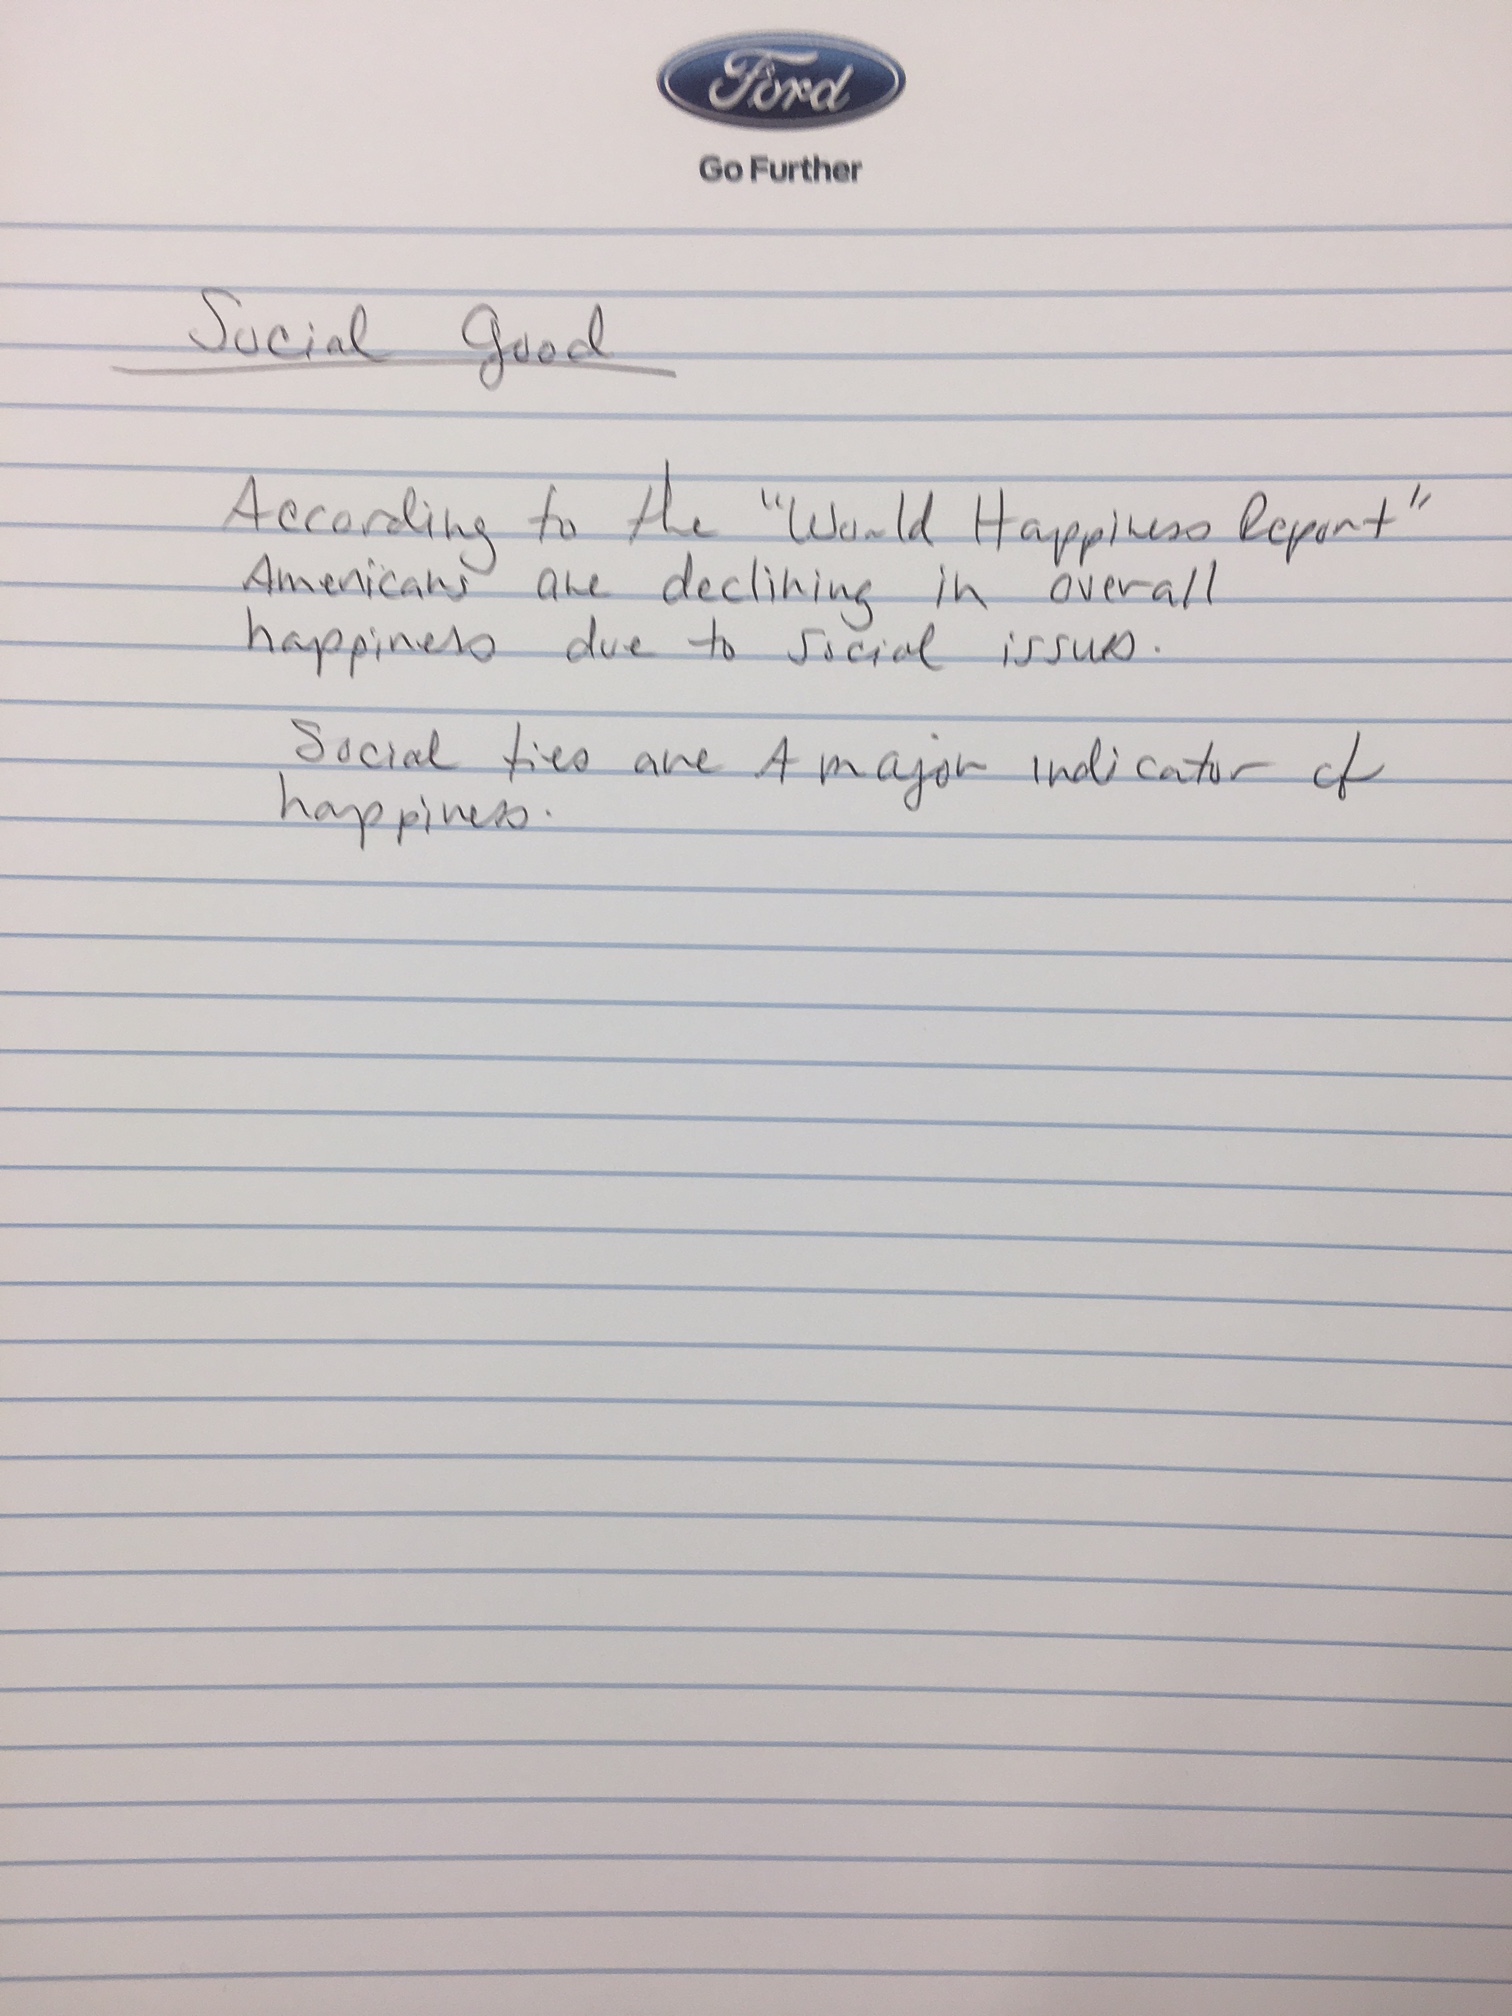 Ford
Go Further
Social Good
According to the "World Happiness Report"
Americans are declining in overall
happiness due to social issues.
Social ties are A major indicator of
happiness.